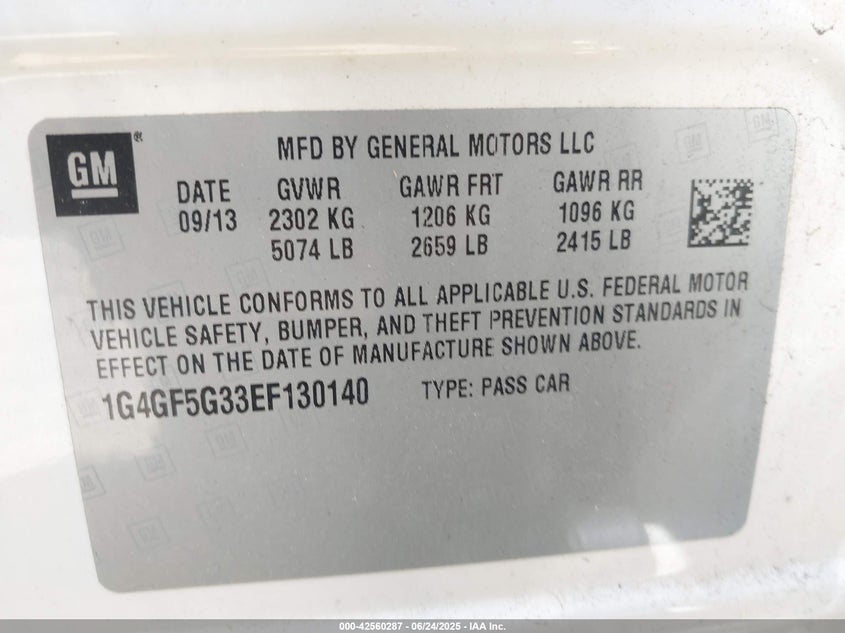 GM ®
MFD BY GENERAL MOTORS LLC
DATE GVWR GAWR FRT GAWR RR
09/13 2302 KG 1206 KG 1096 KG
5074 LB 2659 LB 2415 LB
THIS VEHICLE CONFORMS TO ALL APPLICABLE U.S. FEDERAL MOTOR
VEHICLE SAFETY, BUMPER, AND THEFT PREVENTION STANDARDS IN
EFFECT ON THE DATE OF MANUFACTURE SHOWN ABOVE.
1G4GF5G33EF130140 TYPE: PASS CAR
000-42560287 - 06/24/2025 - IAA Inc.